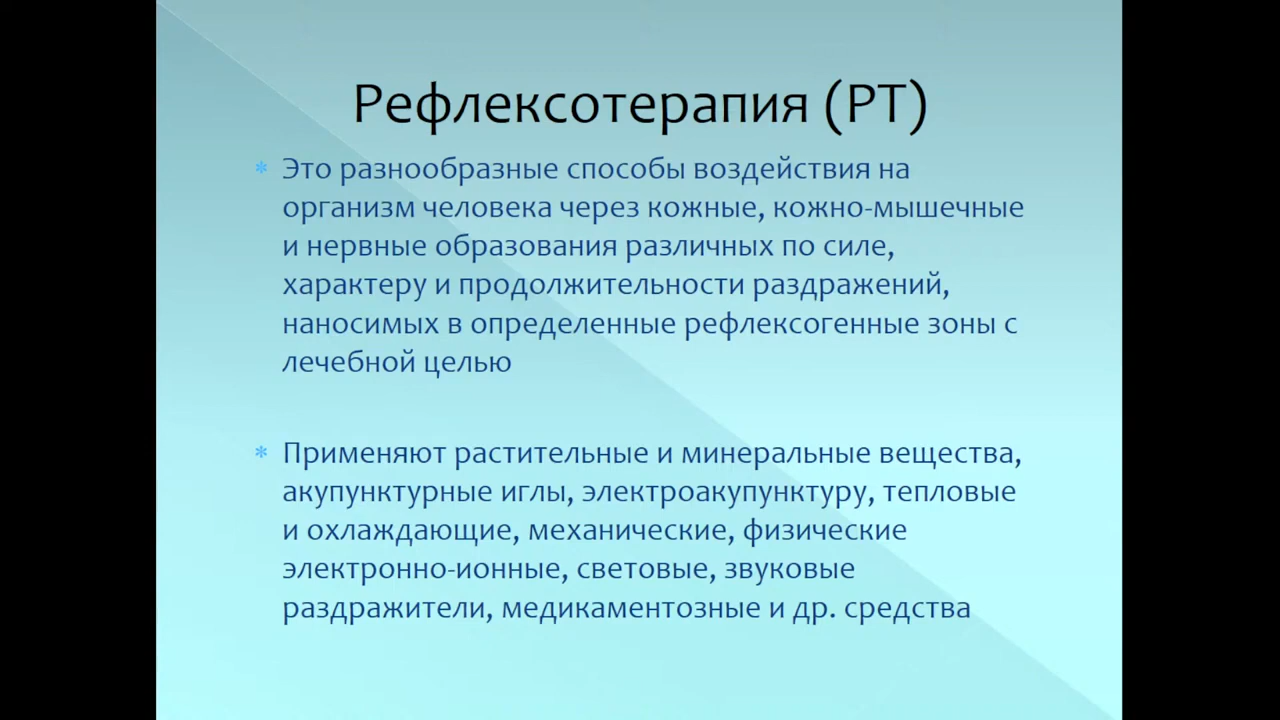 Рефлексотерапия (РТ)
Это разнообразные способы воздействия на
организм человека через кожные, кожно-мышечные
и нервные образования различных по силе,
характеру и продолжительности раздражений,
наносимых в определенные рефлексогенные зоны с
лечебной целью
Применяют растительные и минеральные вещества,
акупунктурные иглы, электроакупунктуру, тепловые
и охлаждающие, механические, физические
электронно-ионные, световые, звуковые
раздражители, медикаментозные и др. средства